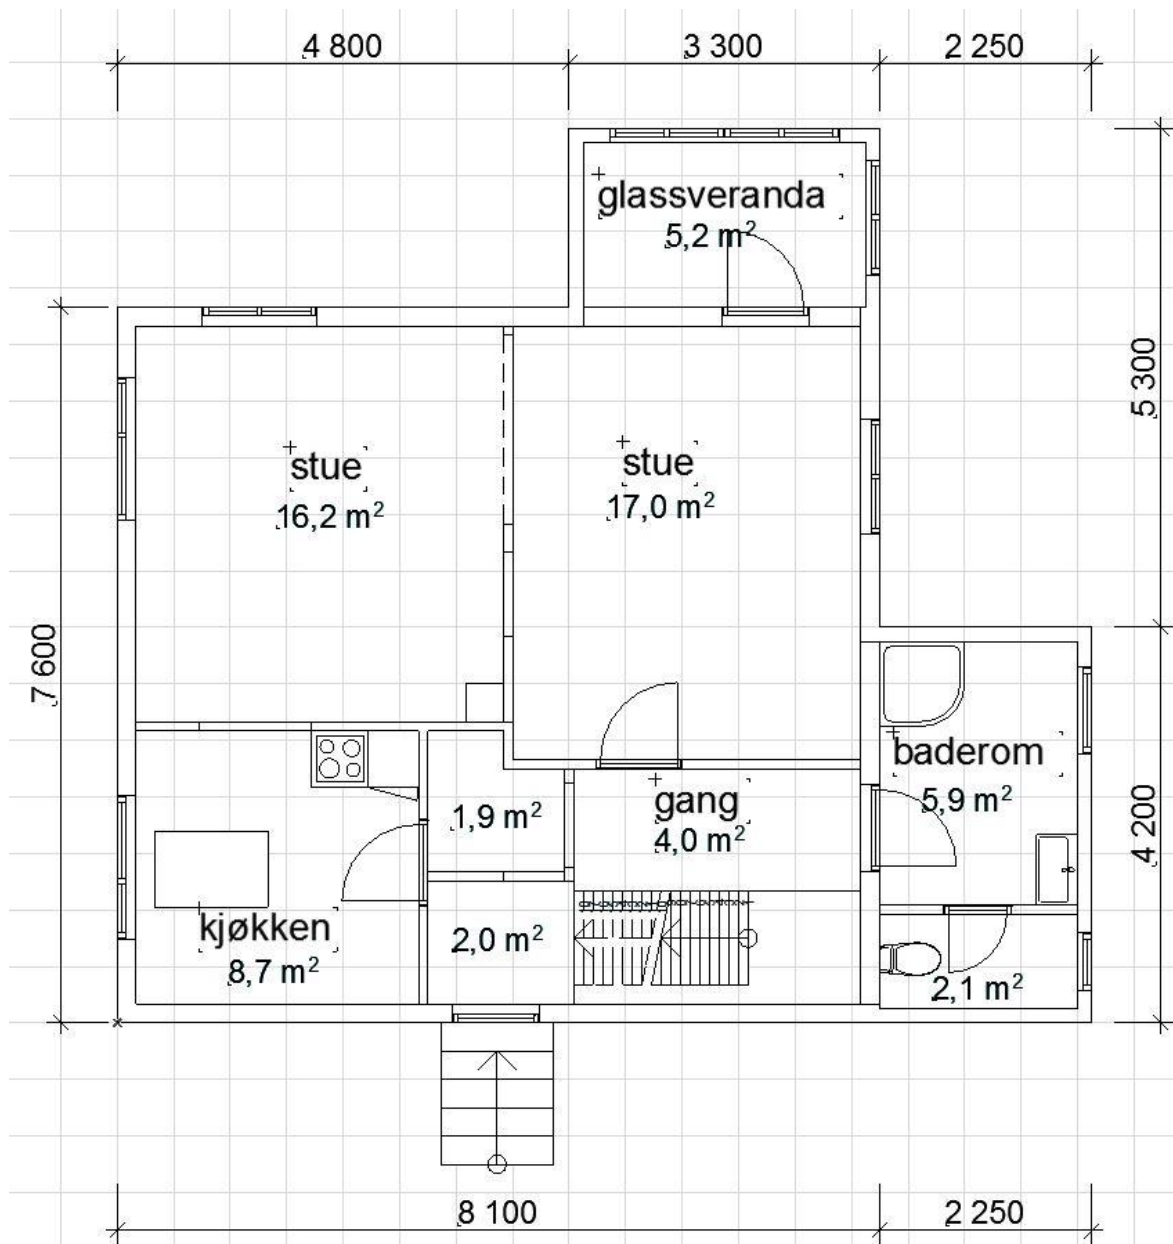 4 800
3 300
2 250
glassveranda
5,2 m²
5 300
stue
16,2 m²
stue
17,0 m²
7 600
baderom
5,9 m²
gang
4,0 m²
1,9 m²
4 200
kjøkken
8,7 m²
2,0 m²
2,1 m²
8 100
2 250